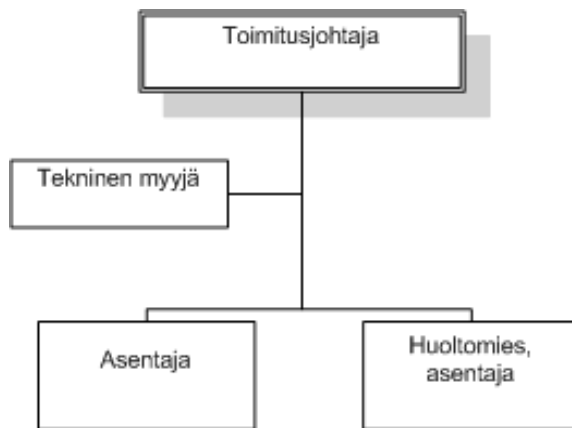 Toimitusjohtaja
Tekninen myyjä
Asentaja
Huoltomies,
asentaja